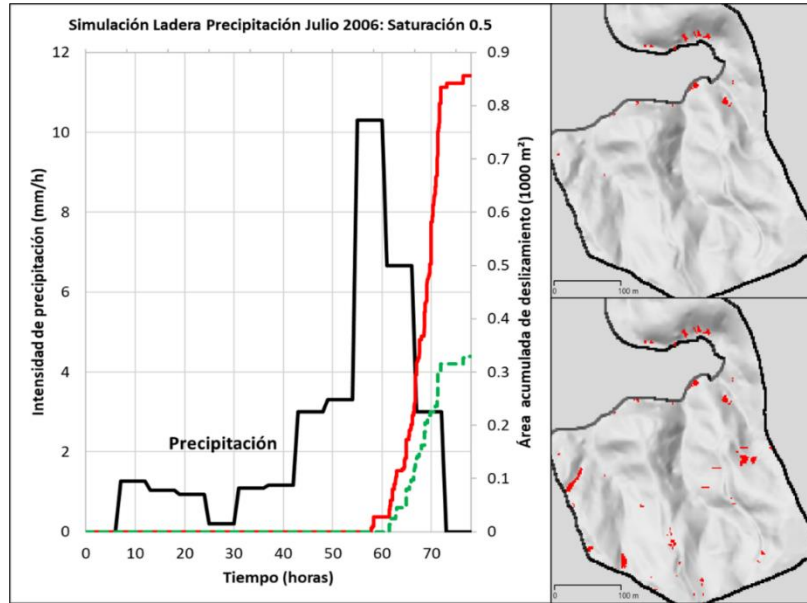 Simulación Ladera Precipitación Julio 2006: Saturación 0.5
Intensidad de precipitación (mm/h)
12
10
8
6
4
2
0
Precipitación
0 10 20 30 40 50 60 70
Tiempo (horas)
0.9
0.8
0.7
0.6
0.5
0.4
0.3
0.2
0.1
0
Área acumulada de deslizamiento (1000 m²)
0 100 m
0 100 m